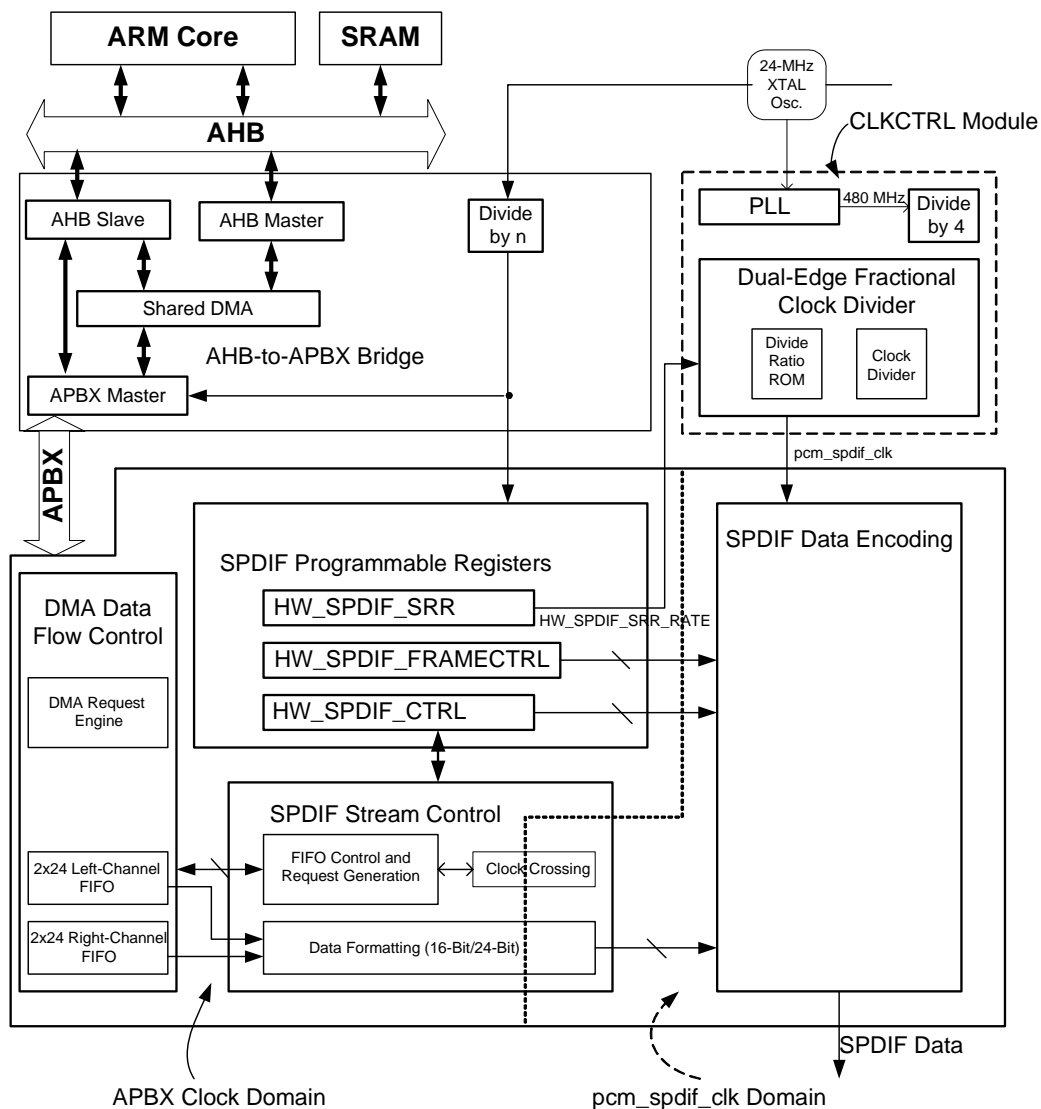 ARM Core
SRAM
24-MHz
XTAL
Osc.
CLKCTRL Module
AHB
AHB Slave
AHB Master
Divide
by n
PLL
480 MHz
Divide
by 4
Shared DMA
Dual-Edge Fractional
Clock Divider
AHB-to-APBX Bridge
Divide
Ratio
ROM
Clock
Divider
APBX Master
APBX
pcm_spdif_clk
SPDIF Programmable Registers
SPDIF Data Encoding
DMA Data
Flow Control
HW_SPDIF_SRR
HW_SPDIF_SRR_RATE
HW_SPDIF_FRAMECTRL
HW_SPDIF_CTRL
DMA Request
Engine
SPDIF Stream Control
2x24 Left-Channel
FIFO
FIFO Control and
Request Generation
Clock Crossing
2x24 Right-Channel
FIFO
Data Formatting (16-Bit/24-Bit)
SPDIF Data
APBX Clock Domain
pcm_spdif_clk Domain